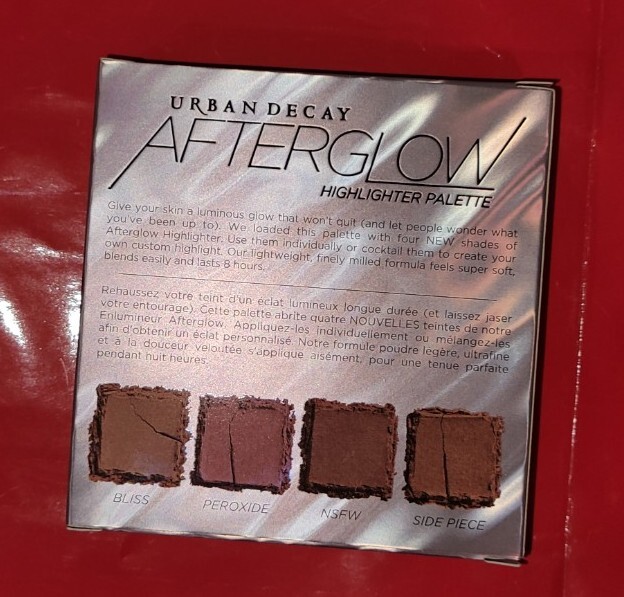 URBAN DECAY
AFTERGLOW
HIGHLIGHTER PALETTE
Give your skin a luminous glow that won't quit (and let people wonder what
you've been up to). We loaded this palette with four NEW shades of
Afterglow Highlighter. Use them individually or cocktail them to create your
own custom highlight. Our lightweight, finely milled formula feels super soft,
blends easily and lasts 8 hours.
Rehaussez votre teint d'un éclat lumineux longue durée (et laissez jaser
votre entourage). Cette palette abrite quatre NOUVELLES teintes de notre
Enlumineur Afterglow. Appliquez-les individuellement ou mélangez-les
afin d'obtenir un éclat personnalisé. Notre formule poudre légère, ultrafine
et à la douceur veloutée s'applique aisément, pour une tenue parfaite
pendant huit heures.
BLISS PEROXIDE NSFW SIDE PIECE